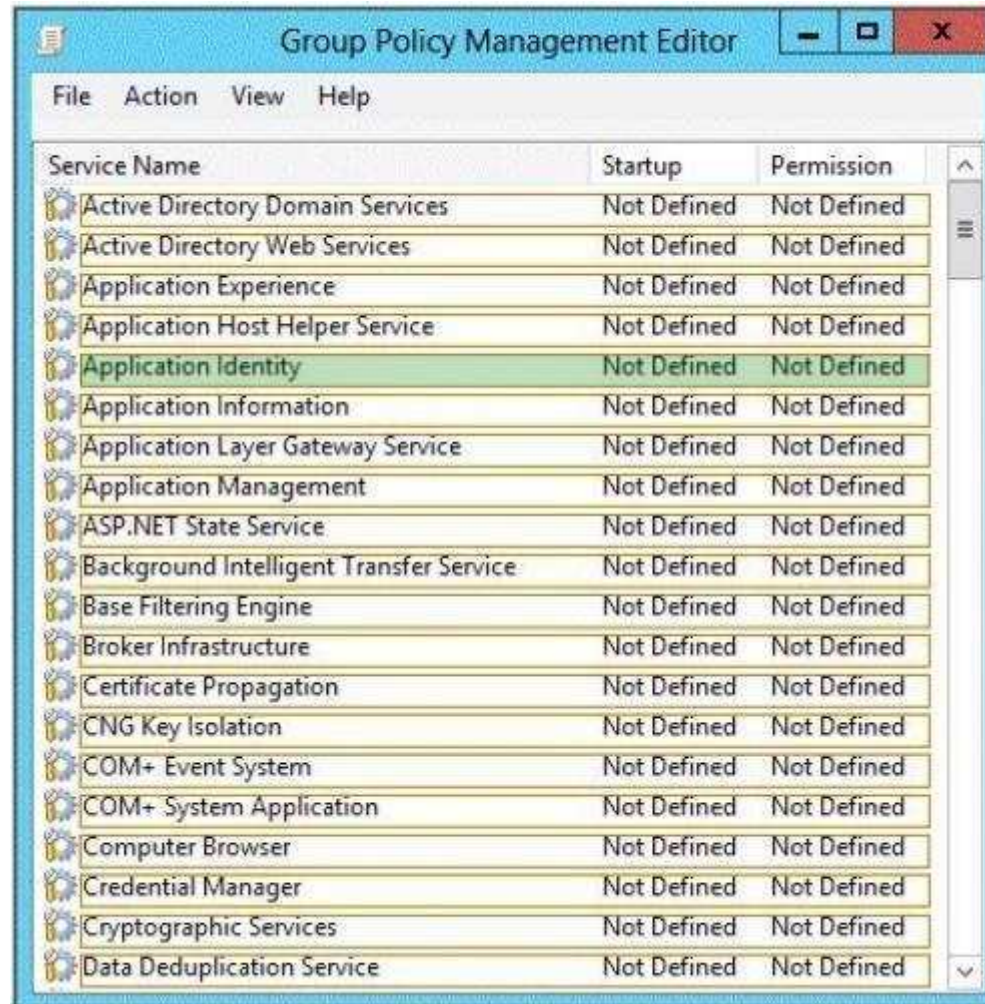 Group Policy Management Editor
File Action View Help
Service Name Startup Permission
Active Directory Domain Services Not Defined Not Defined
Active Directory Web Services Not Defined Not Defined
Application Experience Not Defined Not Defined
Application Host Helper Service Not Defined Not Defined
Application Identity Not Defined Not Defined
Application Information Not Defined Not Defined
Application Layer Gateway Service Not Defined Not Defined
Application Management Not Defined Not Defined
ASP.NET State Service Not Defined Not Defined
Background Intelligent Transfer Service Not Defined Not Defined
Base Filtering Engine Not Defined Not Defined
Broker Infrastructure Not Defined Not Defined
Certificate Propagation Not Defined Not Defined
CNG Key Isolation Not Defined Not Defined
COM+ Event System Not Defined Not Defined
COM+ System Application Not Defined Not Defined
Computer Browser Not Defined Not Defined
Credential Manager Not Defined Not Defined
Cryptographic Services Not Defined Not Defined
Data Deduplication Service Not Defined Not Defined